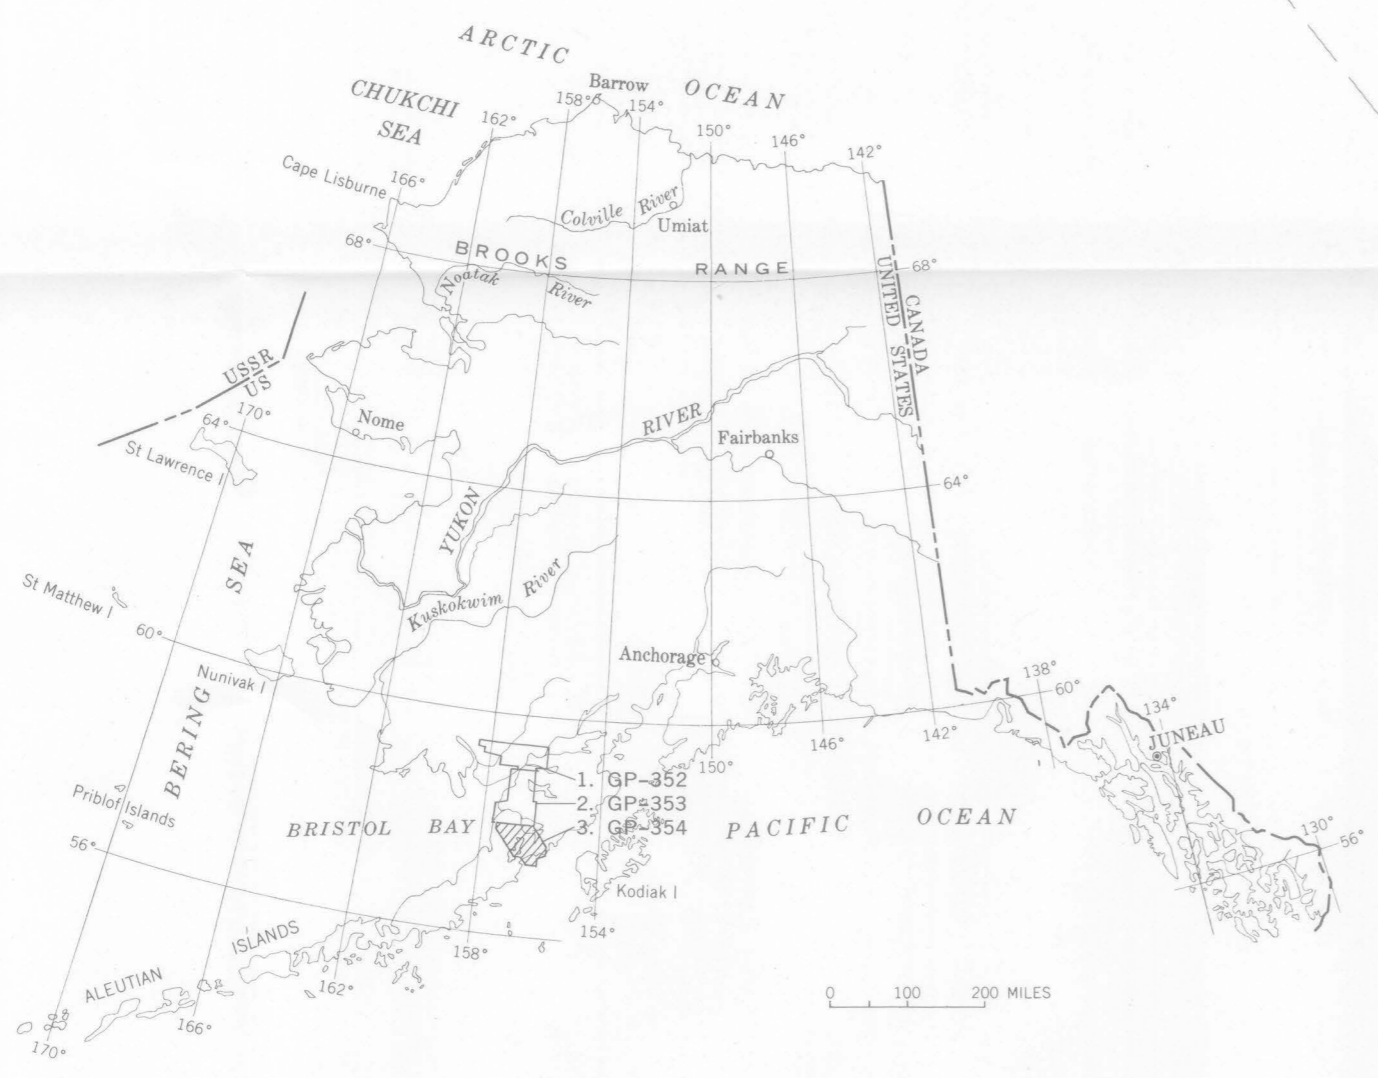 ARCTIC OCEAN
CHUKCHI
SEA
Barrow
158°
154°
162°
150°
146°
142°
Cape Lisburne
166°
Colville River
Umiat
68°
BROOKS RANGE
68°
Noatak
River
UNITED STATES
CANADA
USSR
US
170°
64°
Nome
RIVER
Fairbanks
St Lawrence I
64°
YUKON
BERING SEA
St Matthew I
Kuskokwim River
60°
Nunivak I
Anchorage
138°
60°
134°
JUNEAU
142°
146°
150°
1. GP-352
2. GP-353
3. GP-354
Priblof Islands
BRISTOL BAY
PACIFIC OCEAN
130°
56°
56°
Kodiak I
154°
158°
ALEUTIAN ISLANDS
162°
166°
170°
0 100 200 MILES